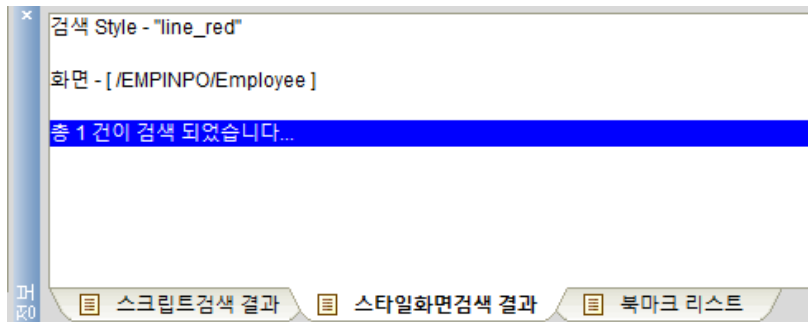 검색 Style - "line_red"
화면 - [ /EMPINPO/Employee ]
총 1 건이 검색 되었습니다...
정보
스크립트검색 결과
스타일화면검색 결과
북마크 리스트